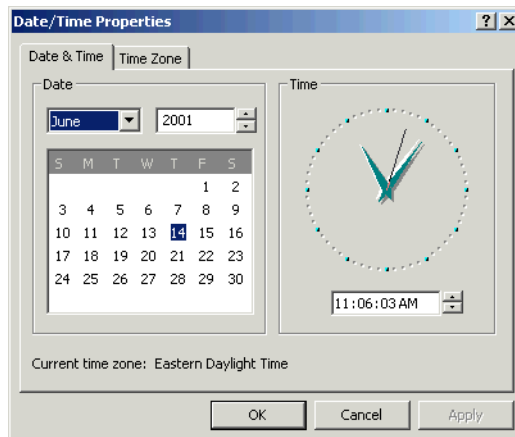 Date/Time Properties
Date & Time Time Zone
Date
Time
June 2001
S M T W T F S
1 2
3 4 5 6 7 8 9
10 11 12 13 14 15 16
17 18 19 20 21 22 23
24 25 26 27 28 29 30
11:06:03 AM
Current time zone: Eastern Daylight Time
OK Cancel Apply